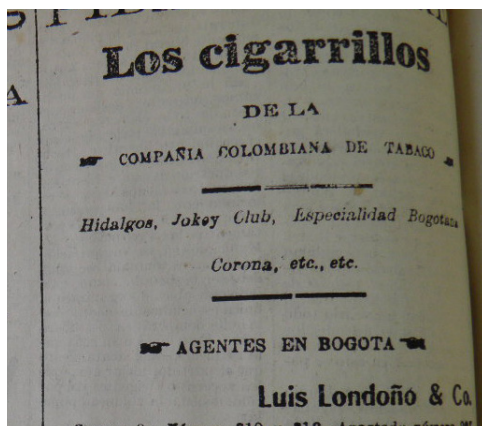 Los cigarrillos
DE LA
COMPAÑIA COLOMBIANA DE TABACO
Hidalgos, Jokey Club, Especialidad Bogotana
Corona, etc., etc.
AGENTES EN BOGOTA
Luis Londoño & Co.